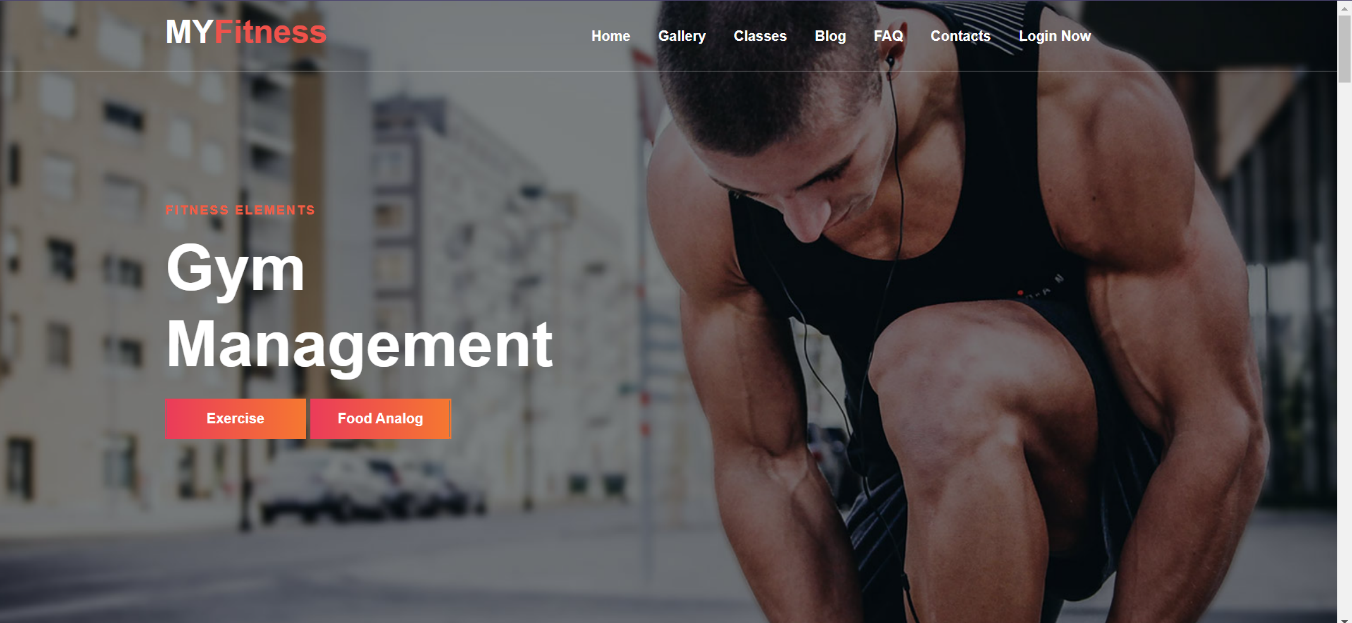 MYFitness
Home Gallery Classes Blog FAQ Contacts Login Now
FITNESS ELEMENTS
Gym
Management
Exercise Food Analog